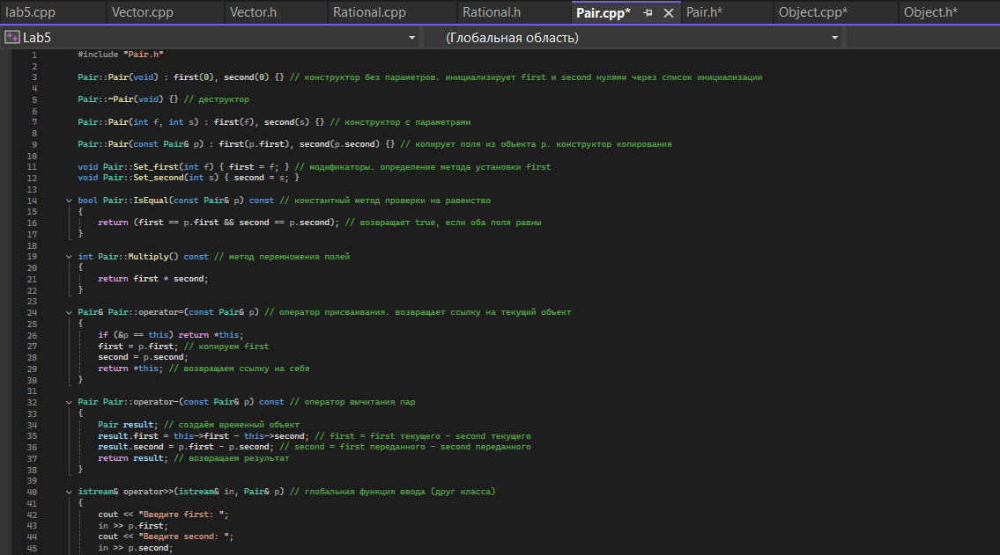 lab5.cpp Vector.cpp Vector.h Rational.cpp Rational.h Pair.cpp* Pair.h* Object.cpp* Object.h*
Lab5 (Глобальная область)
1 #include "Pair.h"
2
3 Pair::Pair(void) : first(0), second(0) {} // конструктор без параметров. инициализирует first и second нулями через список инициализации
4
5 Pair::~Pair(void) {} // деструктор
6
7 Pair::Pair(int f, int s) : first(f), second(s) {} // конструктор с параметрами
8
9 Pair::Pair(const Pair& p) : first(p.first), second(p.second) {} // копирует поля из объекта p. конструктор копирования
10
11 void Pair::Set_first(int f) { first = f; } // модификаторы. определение метода установки first
12 void Pair::Set_second(int s) { second = s; }
13
14 bool Pair::IsEqual(const Pair& p) const // константный метод проверки на равенство
15 {
16 return (first == p.first && second == p.second); // возвращает true, если оба поля равны
17 }
18
19 int Pair::Multiply() const // метод перемножения полей
20 {
21 return first * second;
22 }
23
24 Pair& Pair::operator=(const Pair& p) // оператор присваивания. возвращает ссылку на текущий объект
25 {
26 if (&p == this) return *this;
27 first = p.first; // копируем first
28 second = p.second;
29 return *this; // возвращаем ссылку на себя
30 }
31
32 Pair Pair::operator-(const Pair& p) const // оператор вычитания пар
33 {
34 Pair result; // создаём временный объект
35 result.first = this->first - this->second; // first = first текущего - second текущего
36 result.second = p.first - p.second; // second = first переданного - second переданного
37 return result; // возвращаем результат
38 }
39
40 istream& operator>>(istream& in, Pair& p) // глобальная функция ввода (друг класса)
41 {
42 cout << "Введите first: ";
43 in >> p.first;
44 cout << "Введите second: ";
45 in >> p.second;